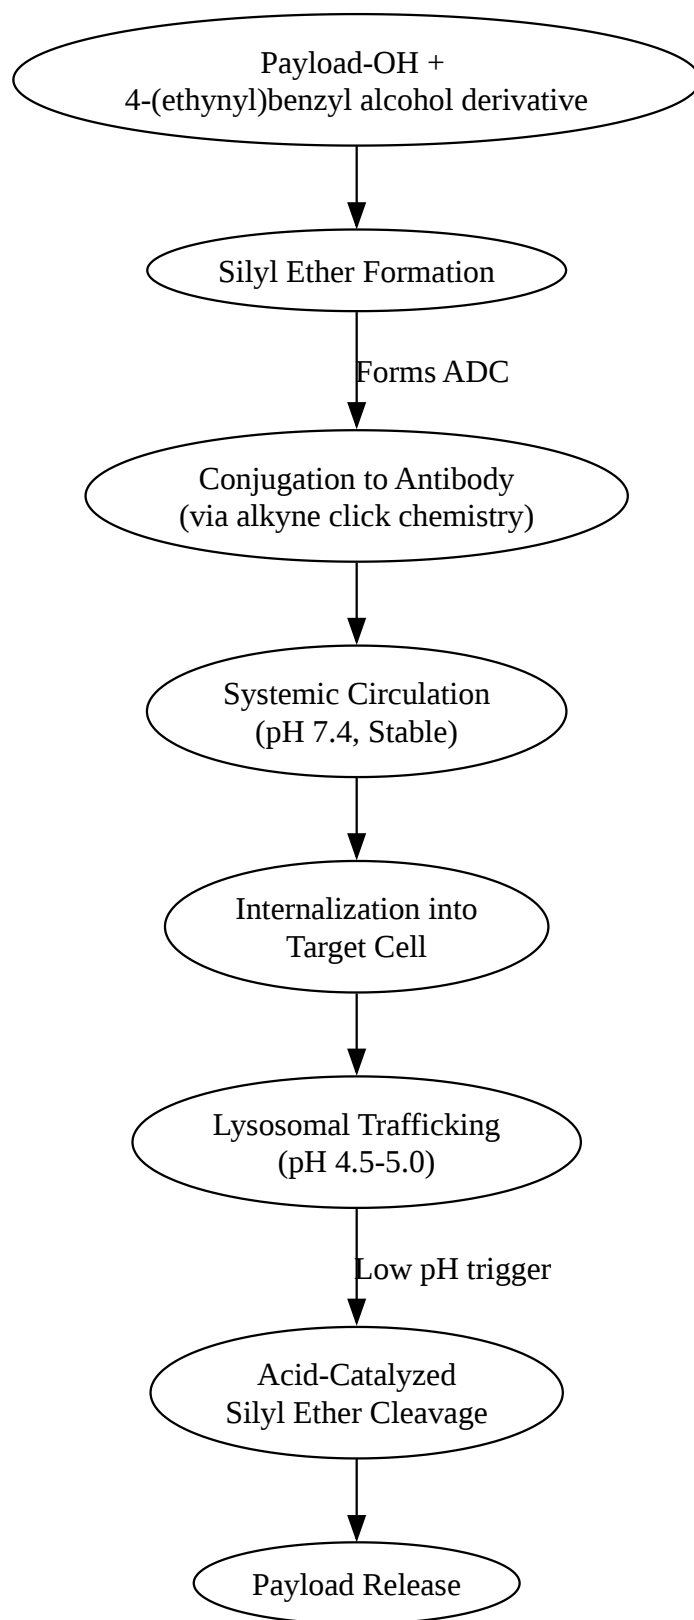 Payload-OH +
4-(ethynyl)benzyl alcohol derivative
Silyl Ether Formation
Forms ADC
Conjugation to Antibody
(via alkyne click chemistry)
Systemic Circulation
(pH 7.4, Stable)
Internalization into
Target Cell
Lysosomal Trafficking
(pH 4.5-5.0)
Low pH trigger
Acid-Catalyzed
Silyl Ether Cleavage
Payload Release